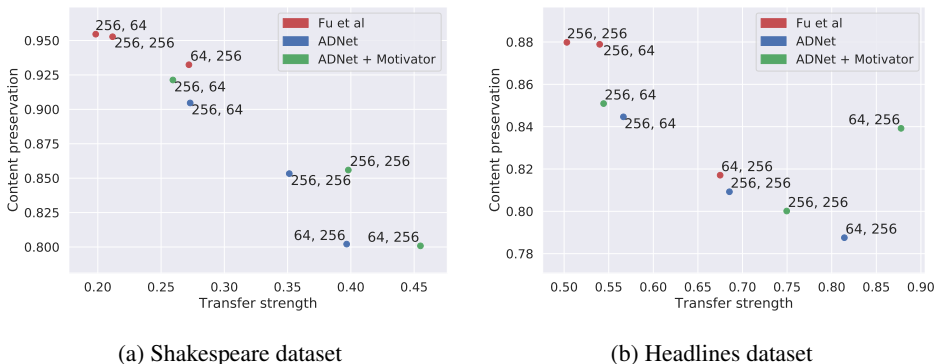 Content preservation
0.950
0.925
0.900
0.875
0.850
0.825
0.800
256, 64
256, 256
64, 256
256, 64
256, 64
256, 256
256, 256
64, 256
64, 256
Fu et al
ADNet
ADNet + Motivator
0.20 0.25 0.30 0.35 0.40 0.45
Transfer strength
(a) Shakespeare dataset
Content preservation
0.88
0.86
0.84
0.82
0.80
0.78
256, 256
256, 64
256, 64
256, 64
64, 256
64, 256
256, 256
256, 256
64, 256
Fu et al
ADNet
ADNet + Motivator
0.50 0.55 0.60 0.65 0.70 0.75 0.80 0.85 0.90
Transfer strength
(b) Headlines dataset